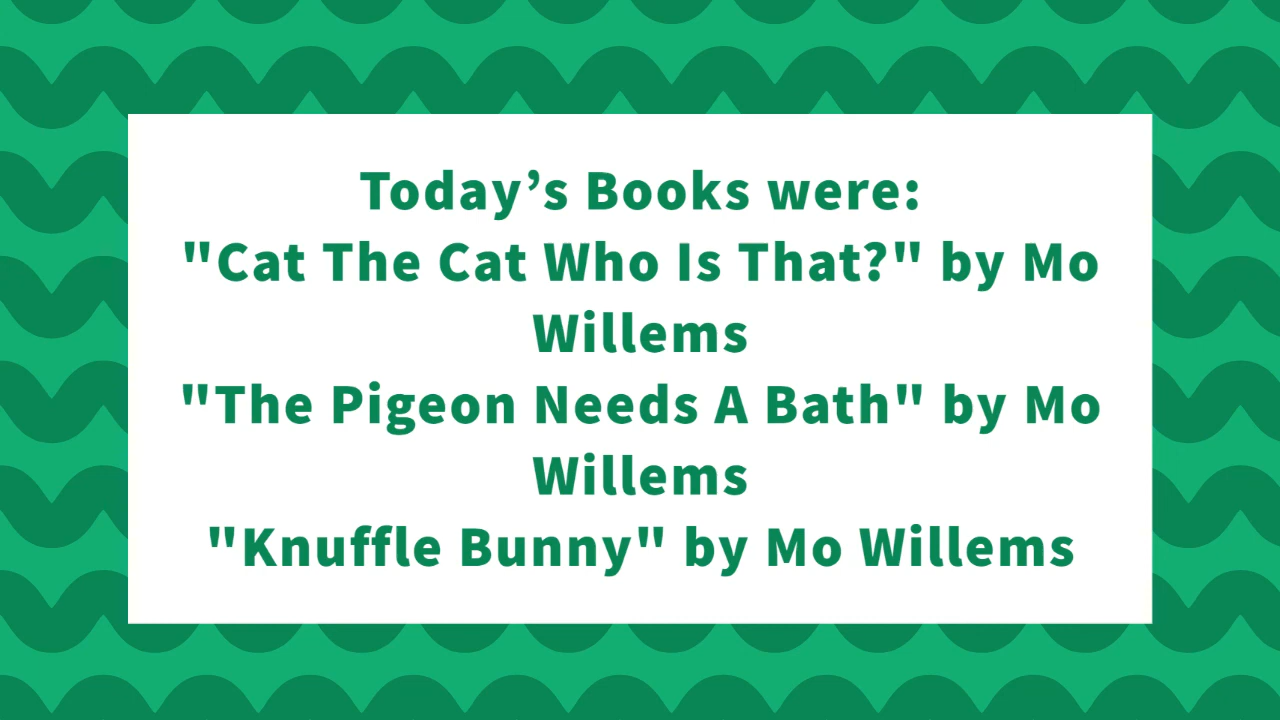 Today’s Books were:
"Cat The Cat Who Is That?" by Mo
Willems
"The Pigeon Needs A Bath" by Mo
Willems
"Knuffle Bunny" by Mo Willems